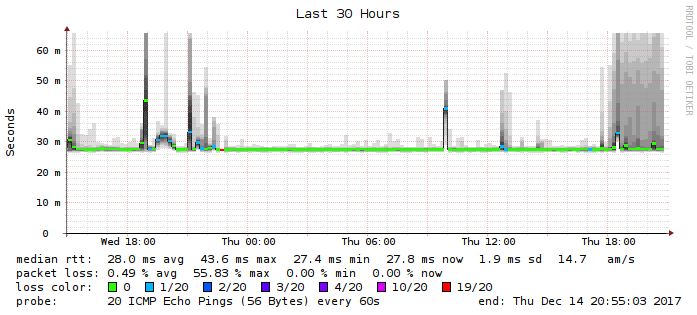 Last 30 Hours
RRDTOOL / TOBI OETIKER
Seconds
60 m
50 m
40 m
30 m
20 m
10 m
0
Wed 18:00 Thu 00:00 Thu 06:00 Thu 12:00 Thu 18:00
median rtt: 28.0 ms avg 43.6 ms max 27.4 ms min 27.8 ms now 1.9 ms sd 14.7 am/s
packet loss: 0.49 % avg 55.83 % max 0.00 % min 0.00 % now
loss color: 0 1/20 2/20 3/20 4/20 10/20 19/20
probe: 20 ICMP Echo Pings (56 Bytes) every 60s end: Thu Dec 14 20:55:03 2017